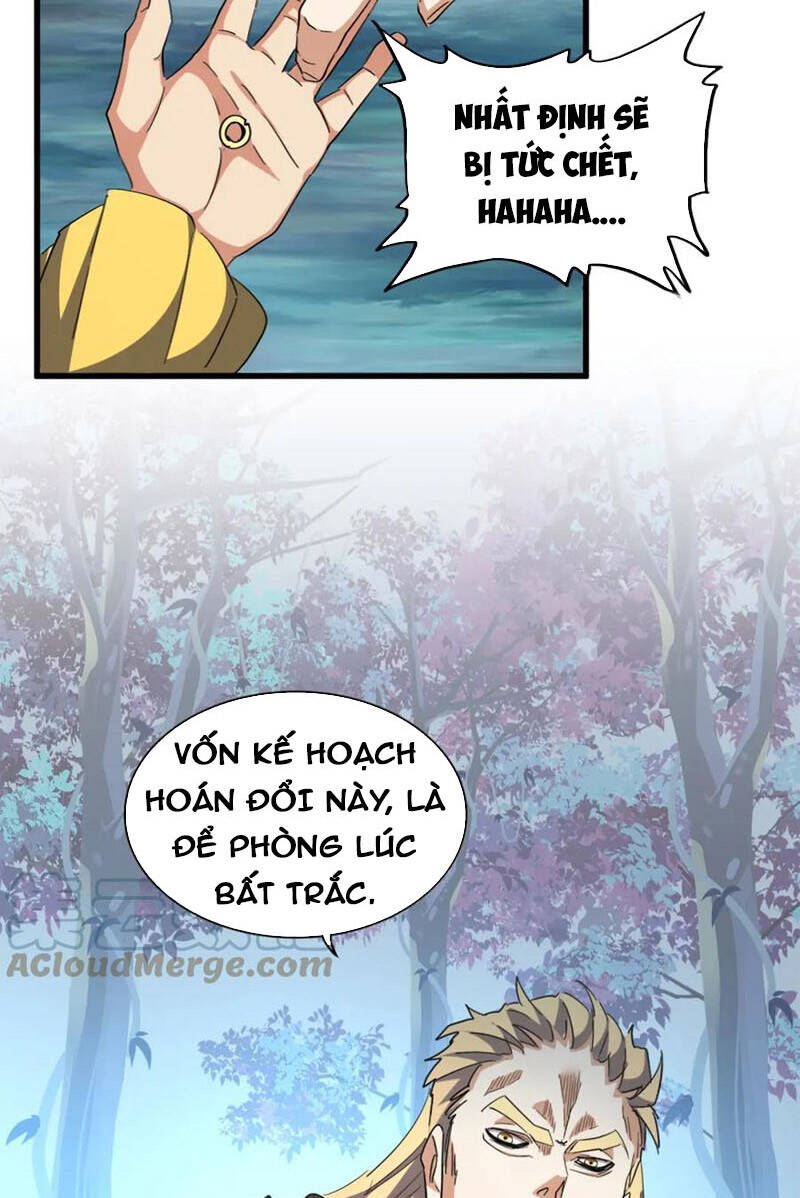 NHẤT ĐỊNH SẼ
BỊ TỨC CHẾT,
HAHAHA....
VỐN KẾ HOẠCH
HOÁN ĐỔI NÀY, LÀ
ĐỂ PHÒNG LÚC
BẤT TRẮC.
ACloudMerge.com